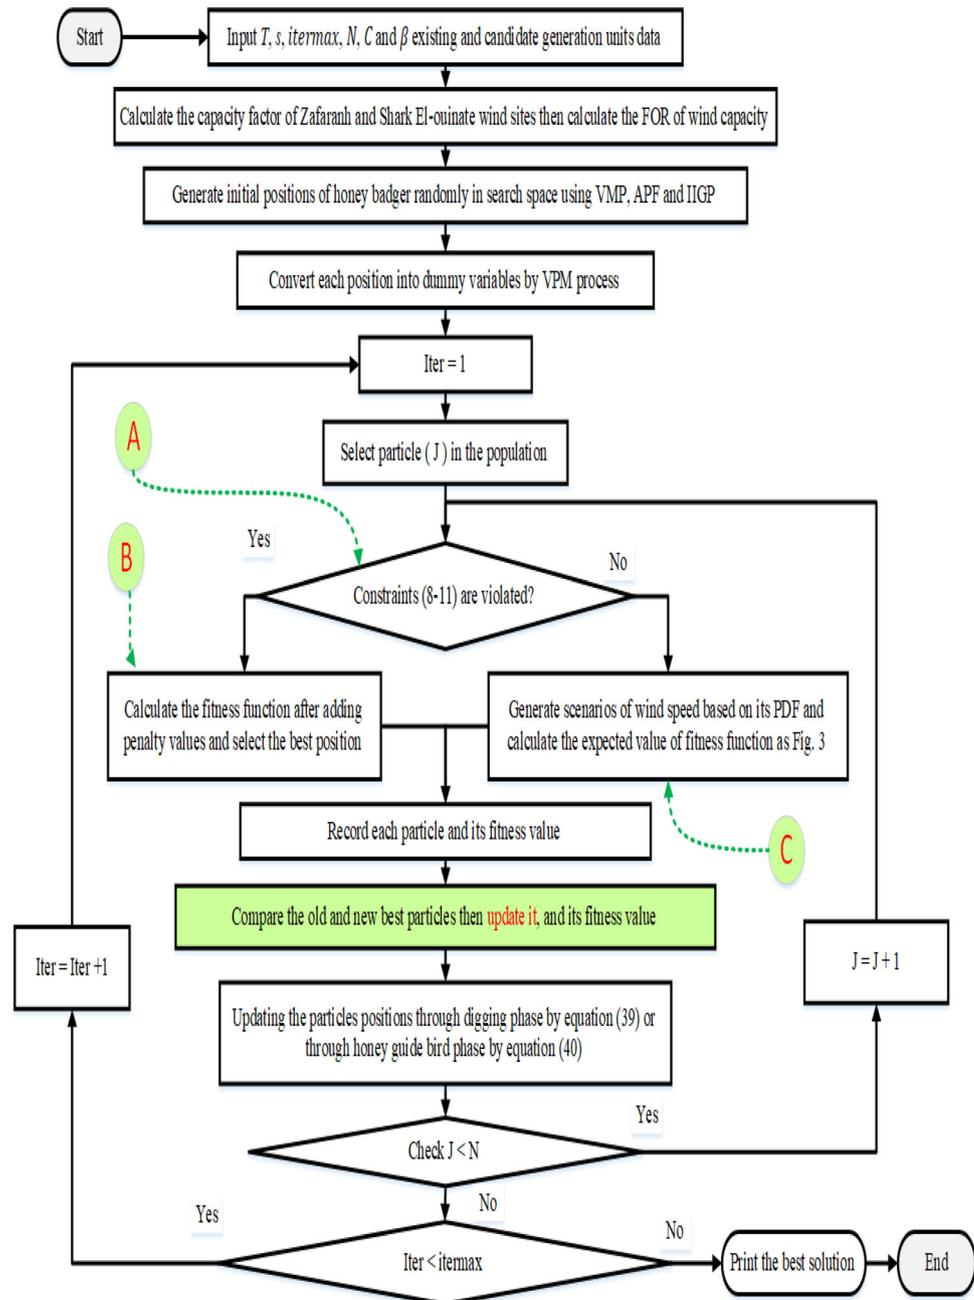 Start
Input T, s, itermax, N, C and β existing and candidate generation units data
Calculate the capacity factor of Zafaranh and Shark El-ouinate wind sites then calculate the FOR of wind capacity
Generate initial positions of honey badger randomly in search space using VMP, APF and IIGP
Convert each position into dummy variables by VPM process
Iter = 1
A
Select particle ( J ) in the population
B
Yes
No
Constraints (8-11) are violated?
Calculate the fitness function after adding
penalty values and select the best position
Generate scenarios of wind speed based on its PDF and
calculate the expected value of fitness function as Fig. 3
Record each particle and its fitness value
C
Compare the old and new best particles then update it, and its fitness value
Iter = Iter +1
J = J + 1
Updating the particles positions through digging phase by equation (39) or
through honey guide bird phase by equation (40)
Yes
Check J < N
No
Yes
No
Iter < itermax
Print the best solution
End